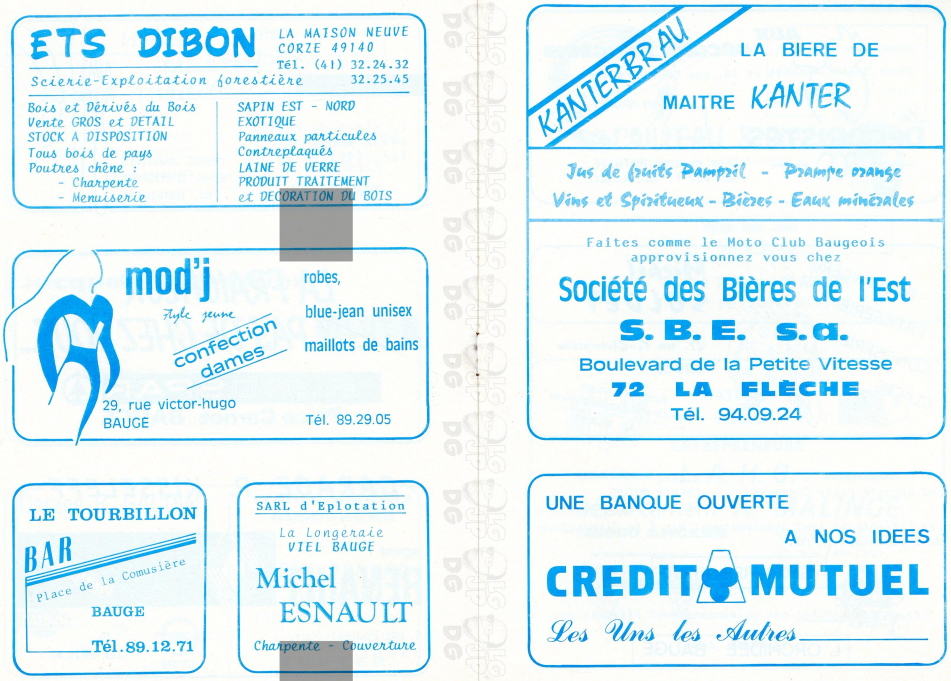 ETS DIBON
LA MAISON NEUVE
CORZE 49140
Tél. (41) 32.24.32
32.25.45
Scierie-Exploitation forestière
Bois et Dérivés du Bois
Vente GROS et DETAIL
STOCK A DISPOSITION
Tous bois de pays
Poutres chêne :
- Charpente
- Menuiserie
SAPIN EST - NORD
EXOTIQUE
Panneaux particules
Contreplaqués
LAINE DE VERRE
PRODUIT TRAITEMENT
et DECORATION DU BOIS
mod'j
style jeune
confection
dames
robes,
blue-jean unisex
maillots de bains
29, rue victor-hugo
BAUGE
Tél. 89.29.05
LE TOURBILLON
BAR
Place de la Comusière
BAUGE
Tél.89.12.71
SARL d'Eplotation
La Longeraie
VIEL BAUGE
Michel
ESNAULT
Charpente - Couverture
KANTERBRAU
LA BIERE DE
MAITRE KANTER
Jus de fruits Pampril - Prampe orange
Vins et Spiritueux - Bières - Eaux minérales
Faites comme le Moto Club Baugeois
approvisionnez vous chez
Société des Bières de l'Est
S.B.E. s.a.
Boulevard de la Petite Vitesse
72 LA FLÈCHE
Tél. 94.09.24
UNE BANQUE OUVERTE
A NOS IDEES
CREDIT MUTUEL
Les Uns les Autres